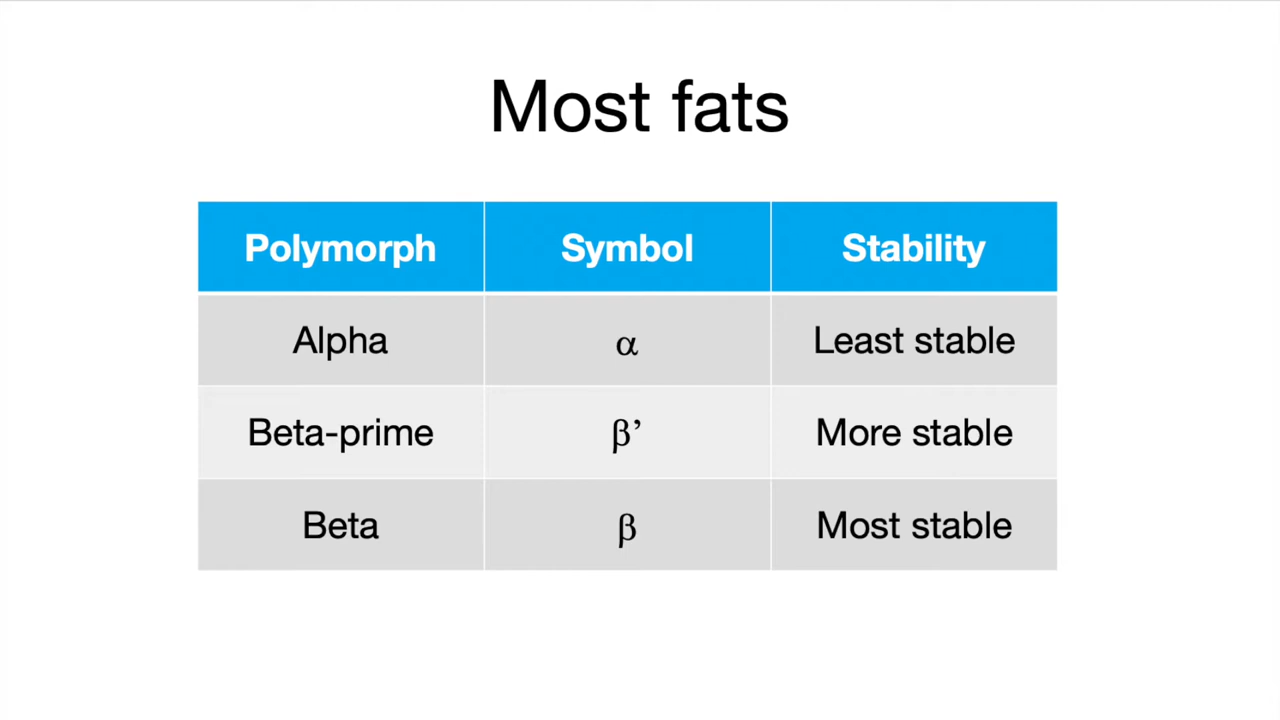 Most fats
Polymorph Symbol Stability
Alpha α Least stable
Beta-prime β’ More stable
Beta β Most stable